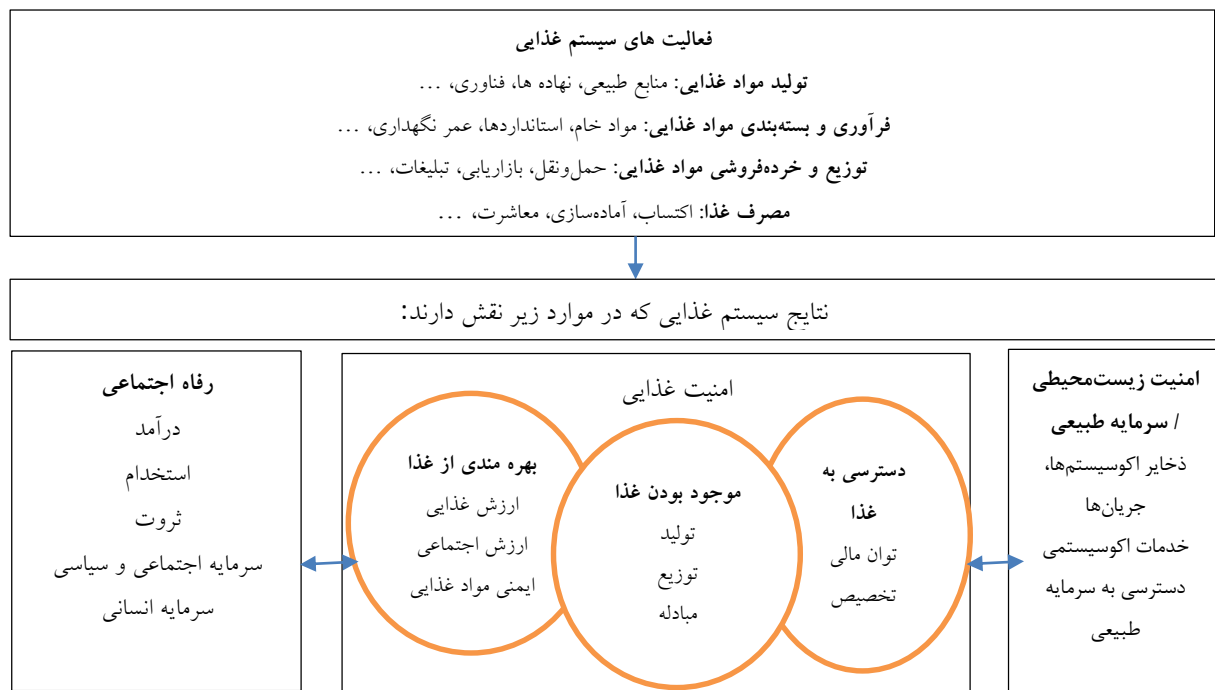 فعالیت های سیستم غذایی
تولید مواد غذایی: منابع طبیعی، نهاده ها، فناوری، ...
فرآوری و بسته‌بندی مواد غذایی: مواد خام، استانداردها، عمر نگهداری، ...
توزیع و خرده‌فروشی مواد غذایی: حمل‌ونقل، بازاریابی، تبلیغات، ...
مصرف غذا: اکتساب، آماده‌سازی، معاشرت، ...
نتایج سیستم غذایی که در موارد زیر نقش دارند:
امنیت زیست‌محیطی
/ سرمایه طبیعی
ذخایر اکوسیستم‌ها،
جریان‌ها
خدمات اکوسیستمی
دسترسی به سرمایه
طبیعی
امنیت غذایی
دسترسی به
غذا
توان مالی
تخصیص
موجود بودن غذا
تولید
توزیع
مبادله
بهره مندی از غذا
ارزش غذایی
ارزش اجتماعی
ایمنی مواد غذایی
رفاه اجتماعی
درآمد
استخدام
ثروت
سرمایه اجتماعی و سیاسی
سرمایه انسانی